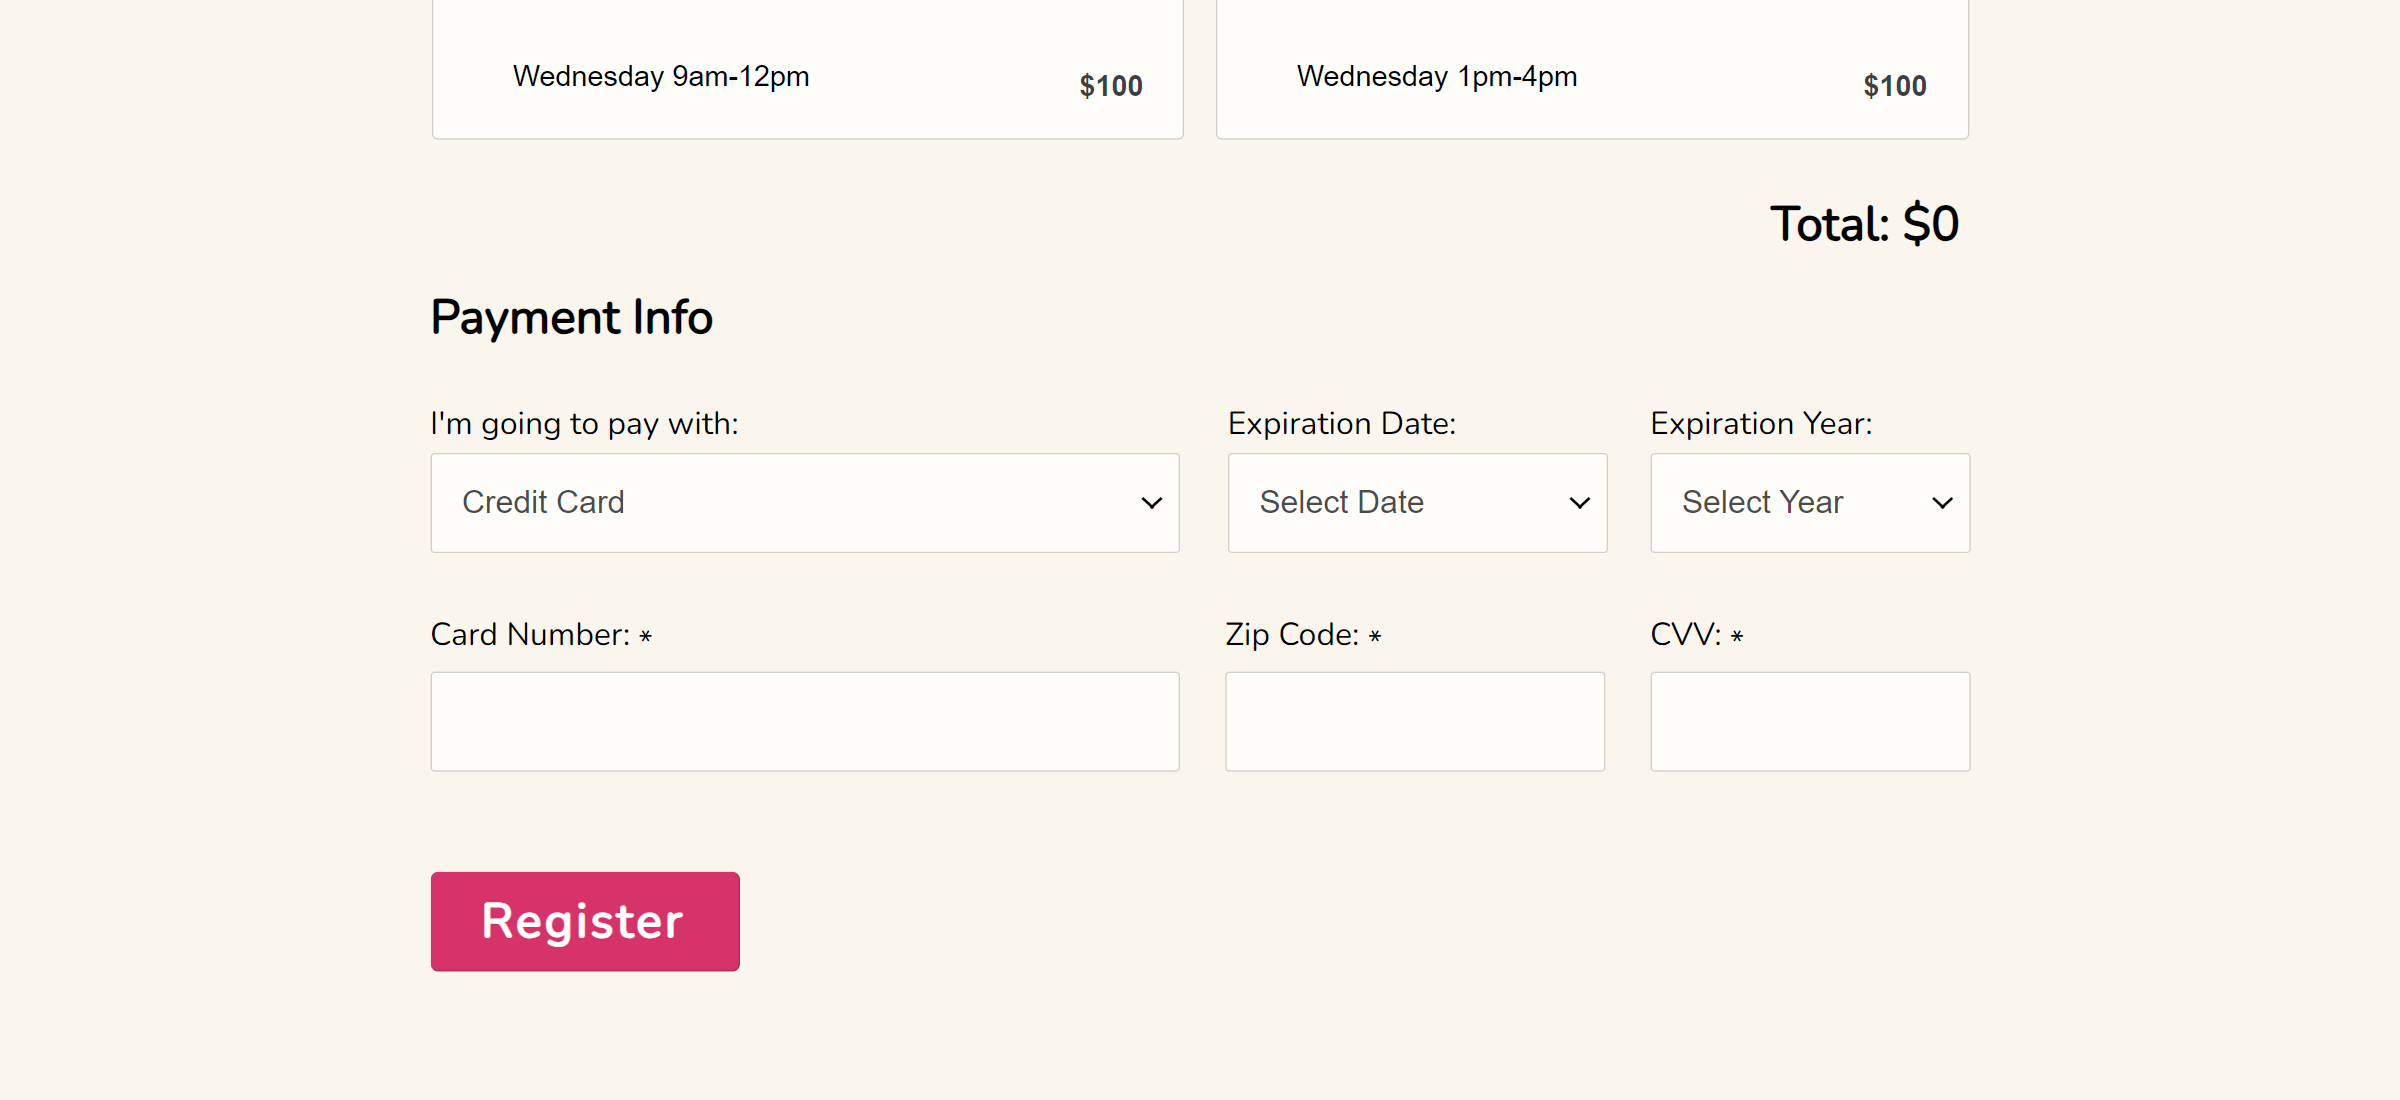 Wednesday 9am-12pm
$100
Wednesday 1pm-4pm
$100
Total: $0
Payment Info
I'm going to pay with:
Expiration Date:
Expiration Year:
Credit Card
Select Date
Select Year
Card Number: *
Zip Code: *
CVV: *
Register